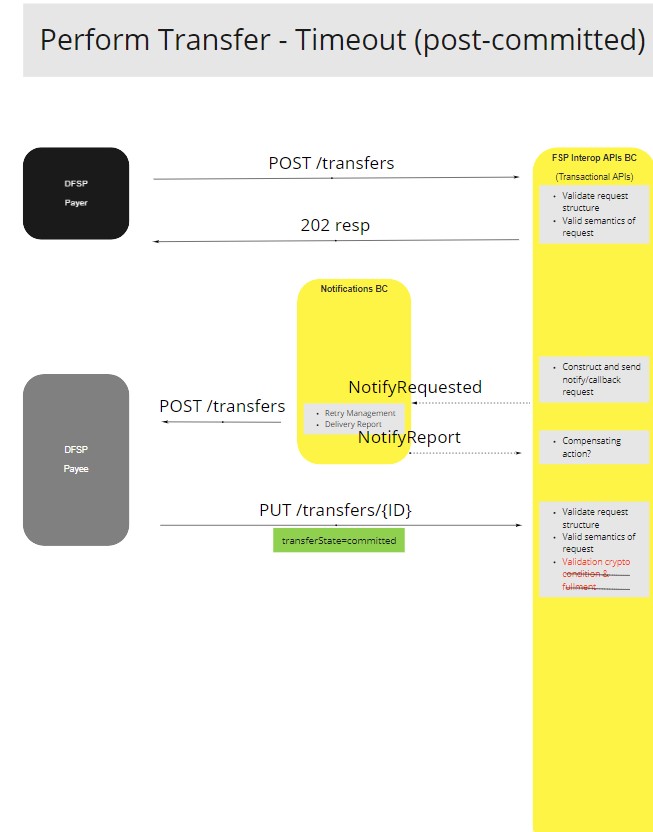 Perform Transfer - Timeout (post-committed)
DFSP
Payer
POST /transfers
202 resp
FSP Interop APIs BC
(Transactional APIs)
• Validate request
structure
• Valid semantics of
request
Notifications BC
NotifyRequested
• Construct and send
notify/callback
request
DFSP
Payee
POST /transfers
• Retry Management
• Delivery Report
NotifyReport
• Compensating
action?
PUT /transfers/{ID}
transferState=committed
• Validate request
structure
• Valid semantics of
request
• Validation crypto
condition &
fullment